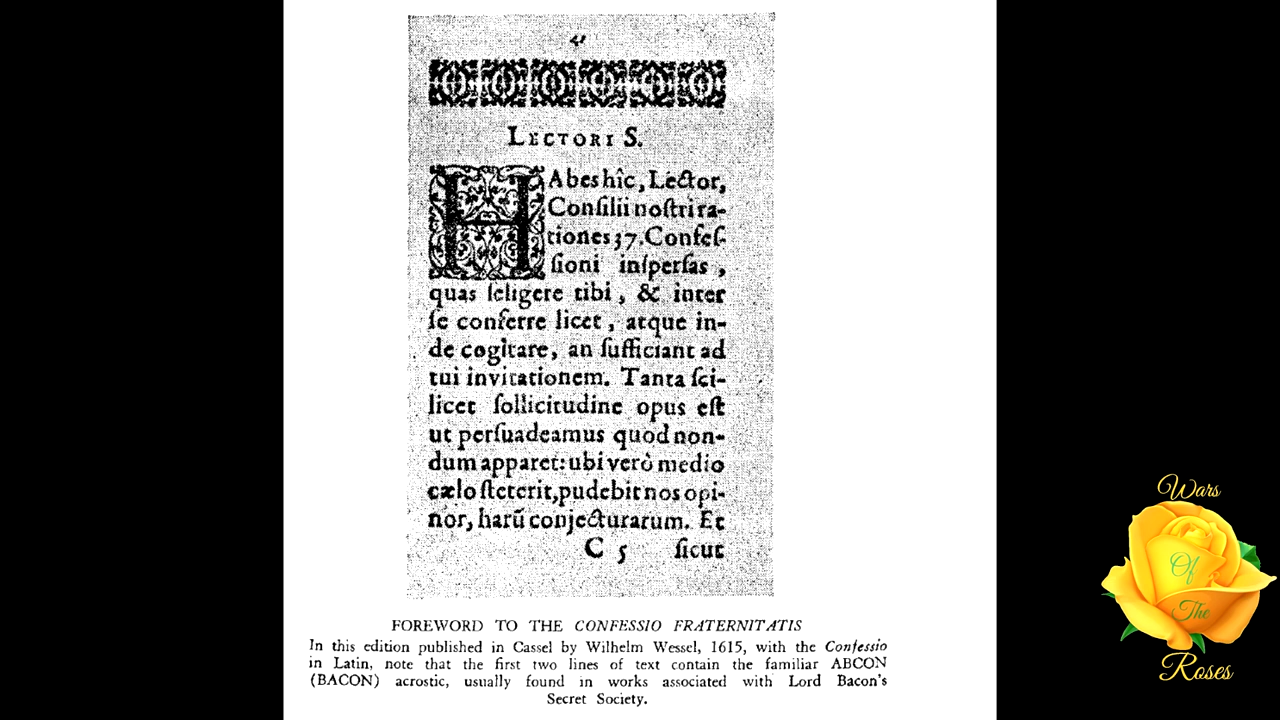 41
LECTORI S.
HAbes hîc, Lector,
Consilii nostri ra-
tiones 37. Confes-
sioni inspersas,
quas seligere tibi, & inter
se conferre licet, atque in-
de cogitare, an sufficiant ad
tui invitationem. Tanta sci-
licet sollicitudine opus est
ut persuadeamus quod non-
dum apparet: ubi verò medio
cælo steterit, pudebit nos opi-
nor, harũ conjecturarum. Et
C 5 sicut
FOREWORD TO THE CONFESSIO FRATERNITATIS
In this edition published in Cassel by Wilhelm Wessel, 1615, with the Confessio
in Latin, note that the first two lines of text contain the familiar ABCON
(BACON) acrostic, usually found in works associated with Lord Bacon's
Secret Society.
Wars
Of
The
Roses